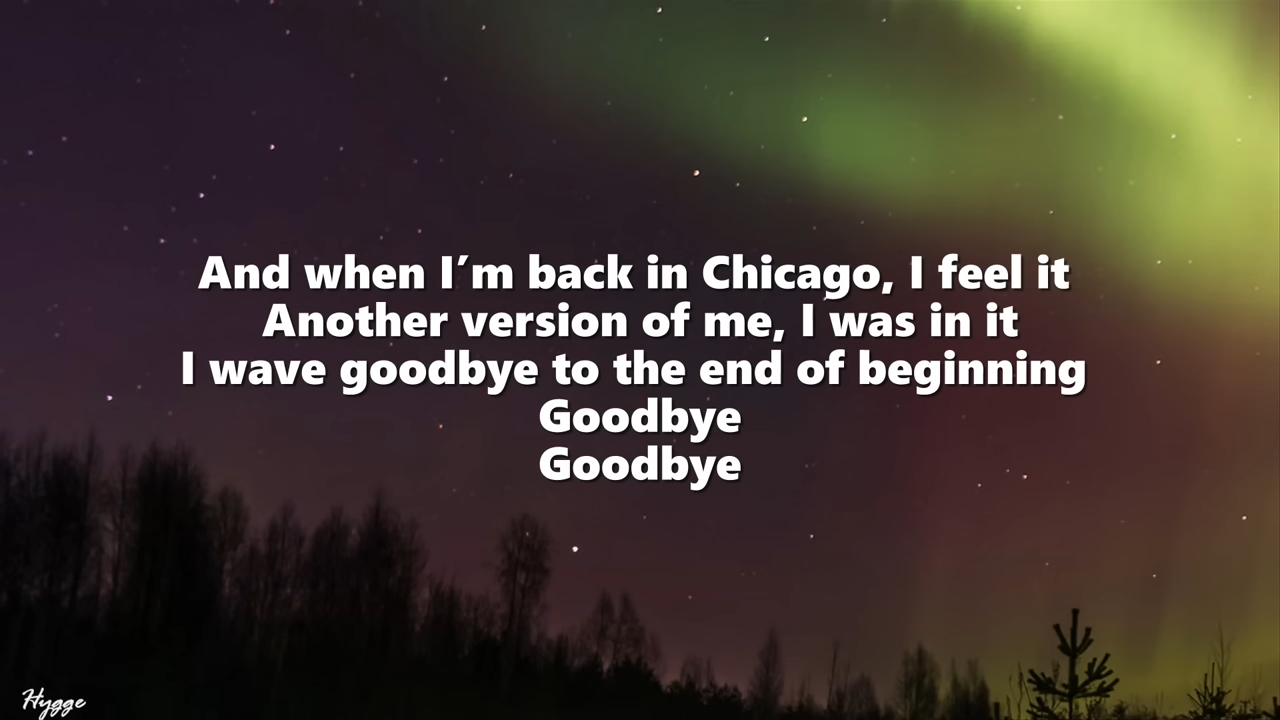 And when I’m back in Chicago, I feel it
Another version of me, I was in it
I wave goodbye to the end of beginning
Goodbye
Goodbye
Hygge